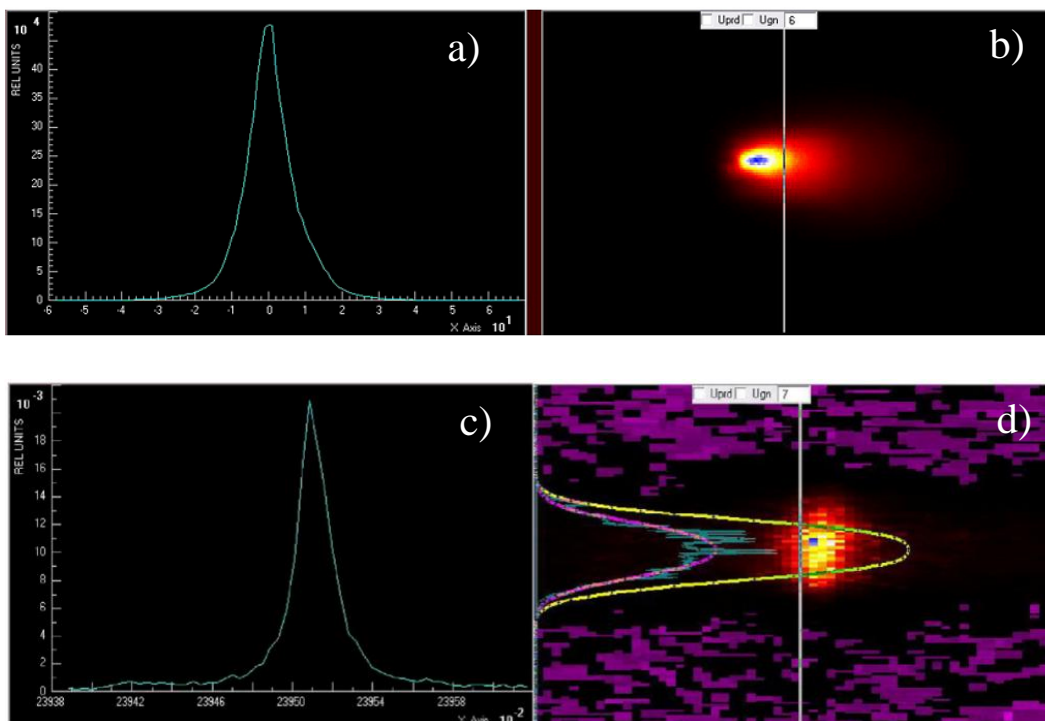 10 4
REL UNITS
40
35
30
25
20
15
10
5
0
-5 -4 -3 -2 -1 0 1 2 3 4 5 6
X Axis 10 1
a)
Uprd Ugn 6
b)
10 -3
REL UNITS
18
16
14
12
10
8
6
4
2
0
23938 23942 23946 23950 23954 23958
X Axis 10 -2
c)
Uprd Ugn 7
d)